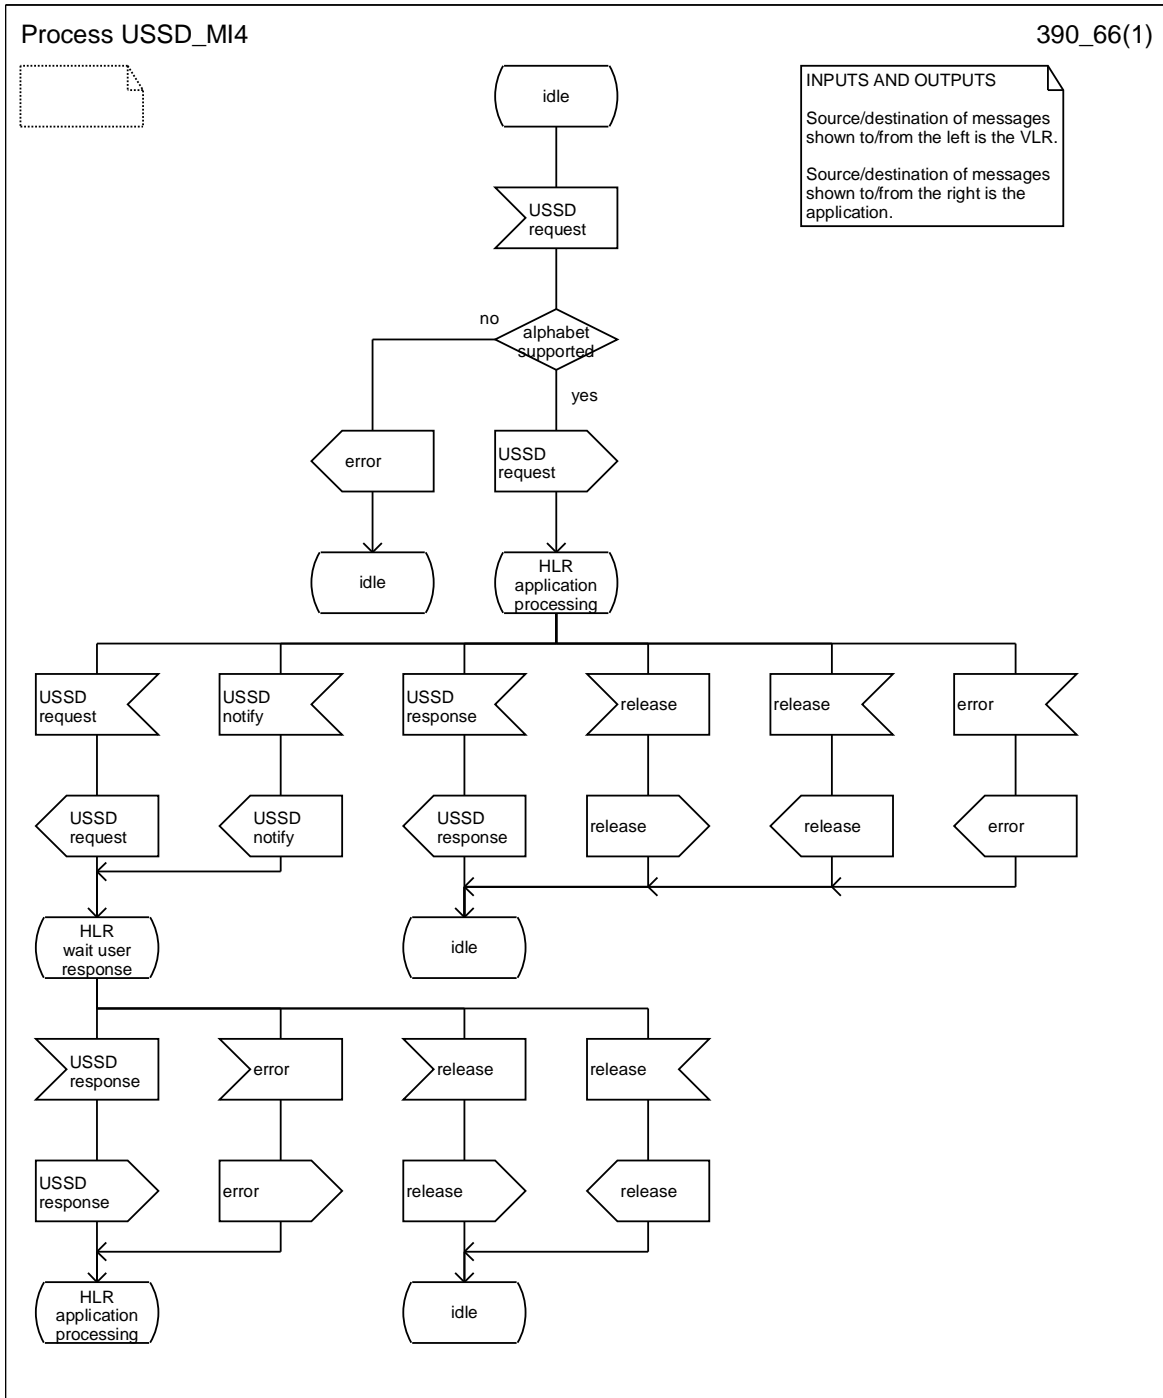 Process USSD_MI4
390_66(1)
idle
INPUTS AND OUTPUTS
Source/destination of messages
shown to/from the left is the VLR.
Source/destination of messages
shown to/from the right is the
application.
USSD
request
no
alphabet
supported
yes
error
USSD
request
idle
HLR
application
processing
USSD
request
USSD
notify
USSD
response
release
release
error
USSD
request
USSD
notify
USSD
response
release
release
error
HLR
wait user
response
idle
USSD
response
error
release
release
USSD
response
error
release
release
HLR
application
processing
idle